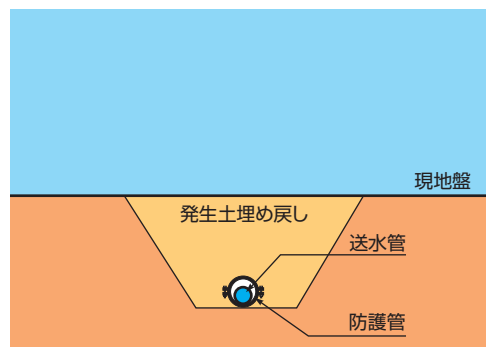 現地盤
発生土埋め戻し
送水管
防護管